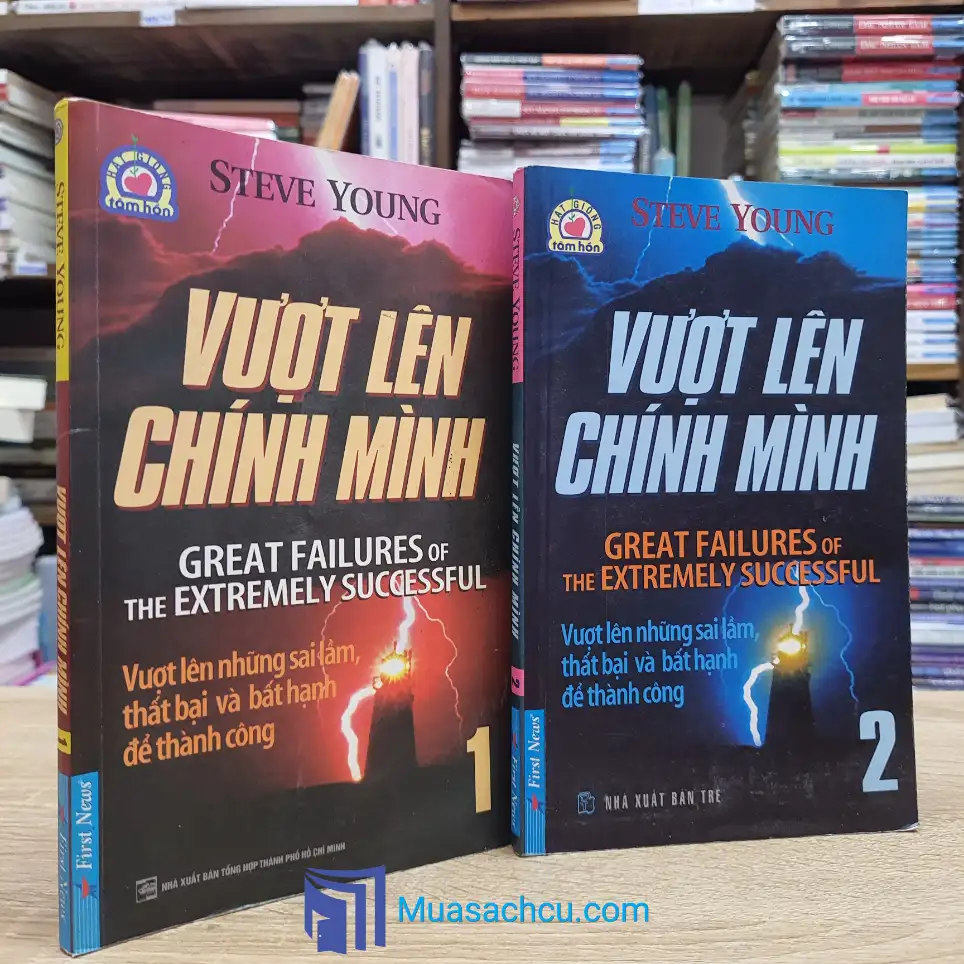 STEVE YOUNG
HẠT GIỐNG
tâm hồn
STEVE YOUNG
VƯỢT LÊN
CHÍNH MÌNH
GREAT FAILURES OF
THE EXTREMELY SUCCESSFUL
Vượt lên những sai lầm,
thất bại và bất hạnh
để thành công
1
VƯỢT LÊN CHÍNH MÌNH
1
First News
NHÀ XUẤT BẢN TỔNG HỢP THÀNH PHỐ HỒ CHÍ MINH
STEVE YOUNG
HẠT GIỐNG
tâm hồn
STEVE YOUNG
VƯỢT LÊN
CHÍNH MÌNH
GREAT FAILURES OF
THE EXTREMELY SUCCESSFUL
Vượt lên những sai lầm,
thất bại và bất hạnh
để thành công
2
VƯỢT LÊN CHÍNH MÌNH
2
First News
NHÀ XUẤT BẢN TRẺ
Muasachcu.com